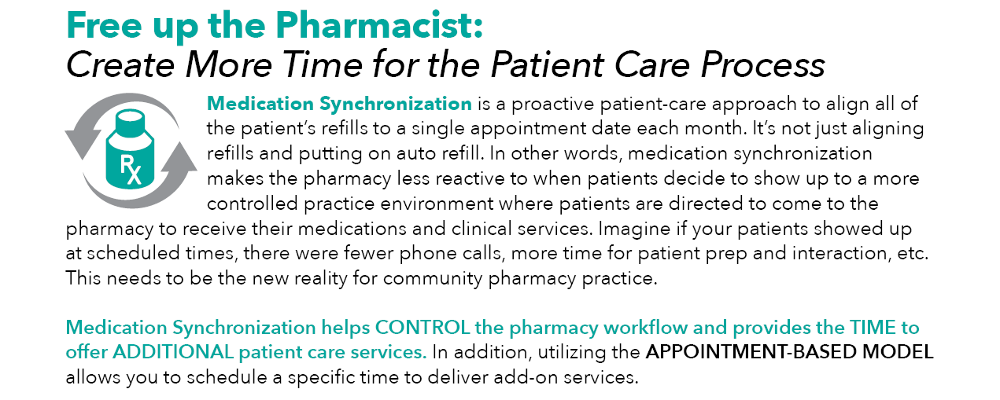 Free up the Pharmacist:
Create More Time for the Patient Care Process
Medication Synchronization is a proactive patient-care approach to align all of
the patient’s refills to a single appointment date each month. It’s not just aligning
refills and putting on auto refill. In other words, medication synchronization
makes the pharmacy less reactive to when patients decide to show up to a more
controlled practice environment where patients are directed to come to the
pharmacy to receive their medications and clinical services. Imagine if your patients showed up
at scheduled times, there were fewer phone calls, more time for patient prep and interaction, etc.
This needs to be the new reality for community pharmacy practice.
Rx
Medication Synchronization helps CONTROL the pharmacy workflow and provides the TIME to
offer ADDITIONAL patient care services. In addition, utilizing the APPOINTMENT-BASED MODEL
allows you to schedule a specific time to deliver add-on services.